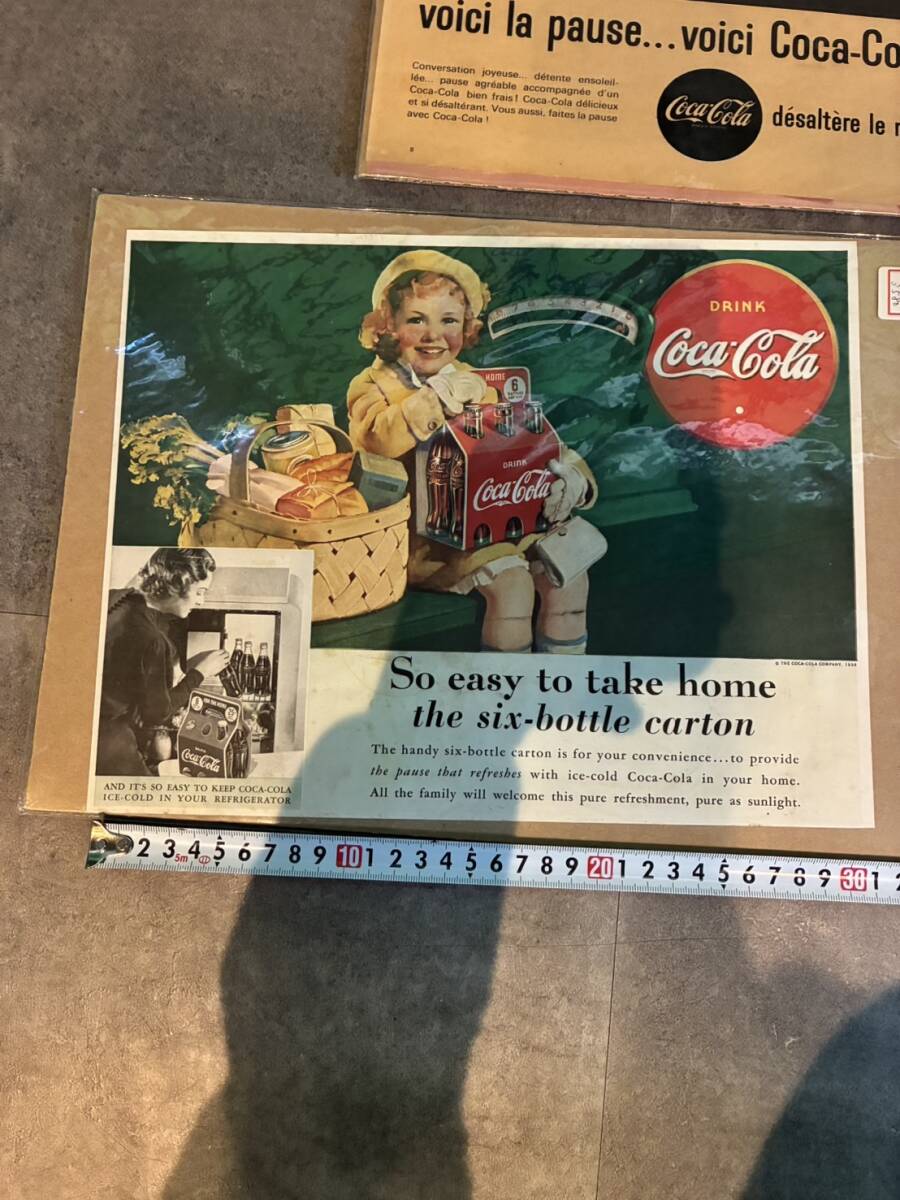 voici la pause...voici Coca-Co
Conversation joyeuse... détente ensoleil-
lée... pause agréable accompagnée d'un
Coca-Cola bien frais! Coca-Cola délicieux
et si désaltérant. Vous aussi, faites la pause
avec Coca-Cola !
Coca-Cola
désaltère le
DRINK
Coca-Cola
HOME
6
DRINK
Coca-Cola
© THE COCA-COLA COMPANY, 1938
So easy to take home
the six-bottle carton
The handy six-bottle carton is for your convenience...to provide
the pause that refreshes with ice-cold Coca-Cola in your home.
All the family will welcome this pure refreshment, pure as sunlight.
Coca-Cola
AND IT'S SO EASY TO KEEP COCA-COLA
ICE-COLD IN YOUR REFRIGERATOR
2 3 4 5 6 7 8 9 10 1 2 3 4 5 6 7 8 9 20 1 2 3 4 5 6 7 8 9 30 1
5m